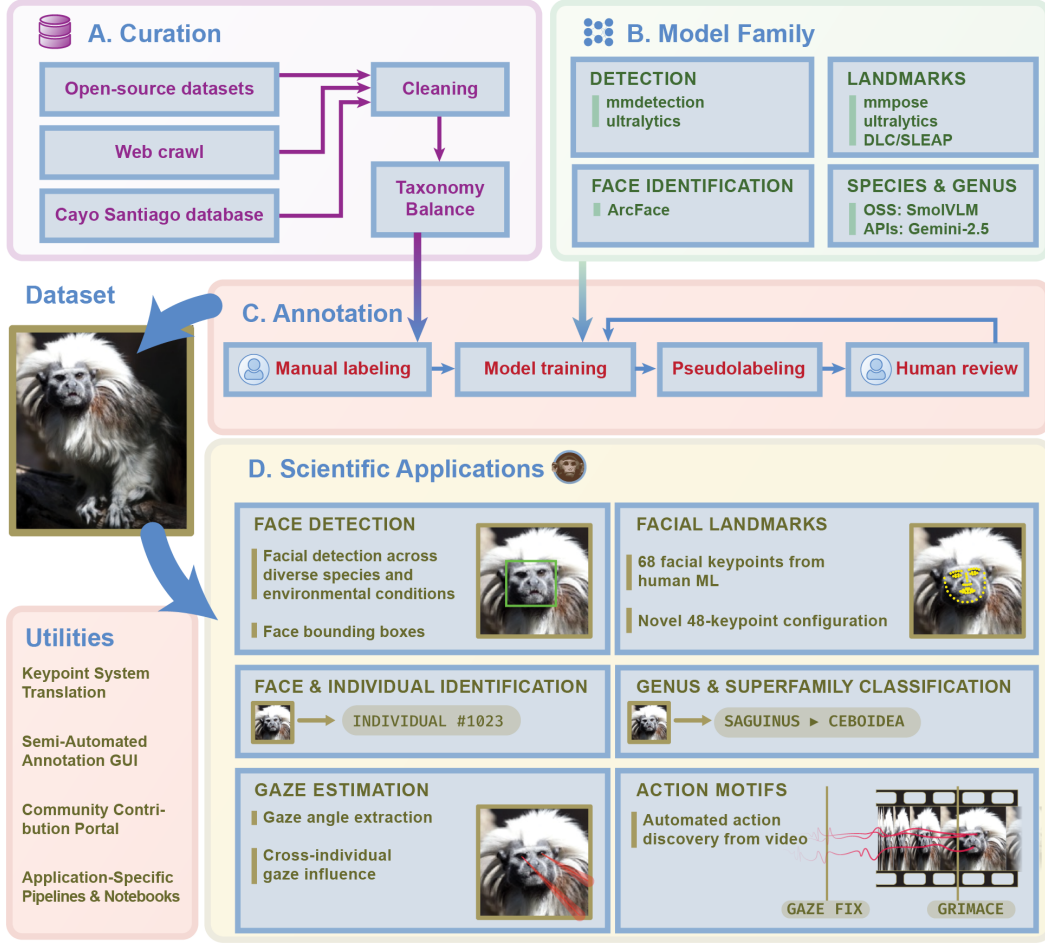 A. Curation
Open-source datasets
Web crawl
Cayo Santiago database
Cleaning
Taxonomy
Balance
B. Model Family
DETECTION
mmdetection
ultralytics
LANDMARKS
mmpose
ultralytics
DLC/SLEAP
FACE IDENTIFICATION
ArcFace
SPECIES & GENUS
OSS: SmolVLM
APIs: Gemini-2.5
Dataset
C. Annotation
Manual labeling
Model training
Pseudolabeling
Human review
D. Scientific Applications
FACE DETECTION
Facial detection across
diverse species and
environmental conditions
Face bounding boxes
FACIAL LANDMARKS
68 facial keypoints from
human ML
Novel 48-keypoint configuration
FACE & INDIVIDUAL IDENTIFICATION
INDIVIDUAL #1023
GENUS & SUPERFAMILY CLASSIFICATION
SAGUINUS ▶ CEBOIDEA
GAZE ESTIMATION
Gaze angle extraction
Cross-individual
gaze influence
ACTION MOTIFS
Automated action
discovery from video
GAZE FIX
GRIMACE
Utilities
Keypoint System
Translation
Semi-Automated
Annotation GUI
Community Contri-
bution Portal
Application-Specific
Pipelines & Notebooks